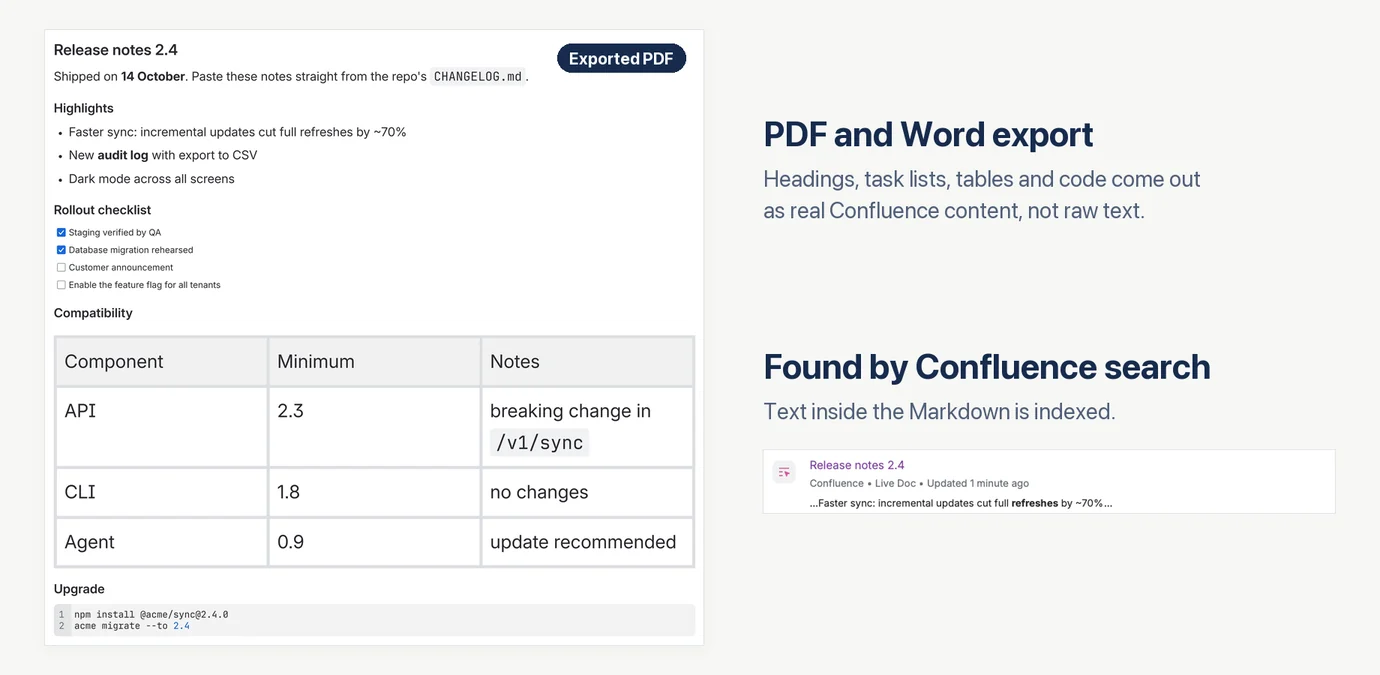 Release notes 2.4
Exported PDF
Shipped on 14 October. Paste these notes straight from the repo's CHANGELOG.md.
Highlights
• Faster sync: incremental updates cut full refreshes by ~70%
• New audit log with export to CSV
• Dark mode across all screens
Rollout checklist
Staging verified by QA
Database migration rehearsed
Customer announcement
Enable the feature flag for all tenants
Compatibility
Component Minimum Notes
API 2.3 breaking change in
/v1/sync
CLI 1.8 no changes
Agent 0.9 update recommended
Upgrade
1 npm install @acme/sync@2.4.0
2 acme migrate --to 2.4
PDF and Word export
Headings, task lists, tables and code come out
as real Confluence content, not raw text.
Found by Confluence search
Text inside the Markdown is indexed.
Release notes 2.4
Confluence • Live Doc • Updated 1 minute ago
...Faster sync: incremental updates cut full refreshes by ~70%...